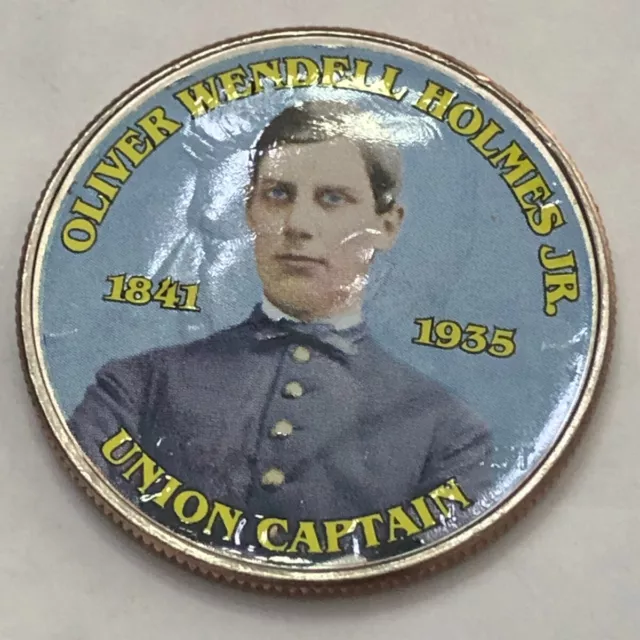 OLIVER WENDELL HOLMES JR.
1841
1935
UNION CAPTAIN